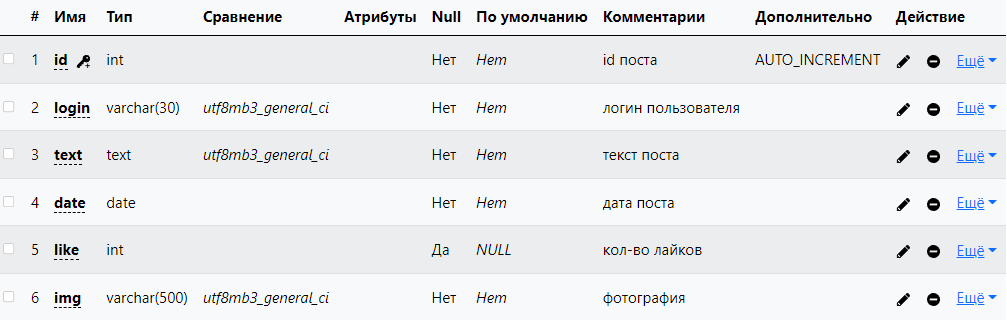 # Имя Тип Сравнение Атрибуты Null По умолчанию Комментарии Дополнительно Действие
1 id int Нет Нет id поста AUTO_INCREMENT Ещё
2 login varchar(30) utf8mb3_general_ci Нет Нет логин пользователя Ещё
3 text text utf8mb3_general_ci Нет Нет текст поста Ещё
4 date date Нет Нет дата поста Ещё
5 like int Да NULL кол-во лайков Ещё
6 img varchar(500) utf8mb3_general_ci Нет Нет фотография Ещё